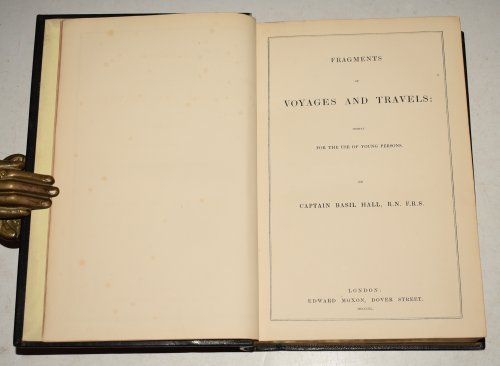 FRAGMENTS
OF
VOYAGES AND TRAVELS:
CHIEFLY
FOR THE USE OF YOUNG PERSONS.
BY
CAPTAIN BASIL HALL, R.N. F.R.S.
LONDON:
EDWARD MOXON, DOVER STREET.